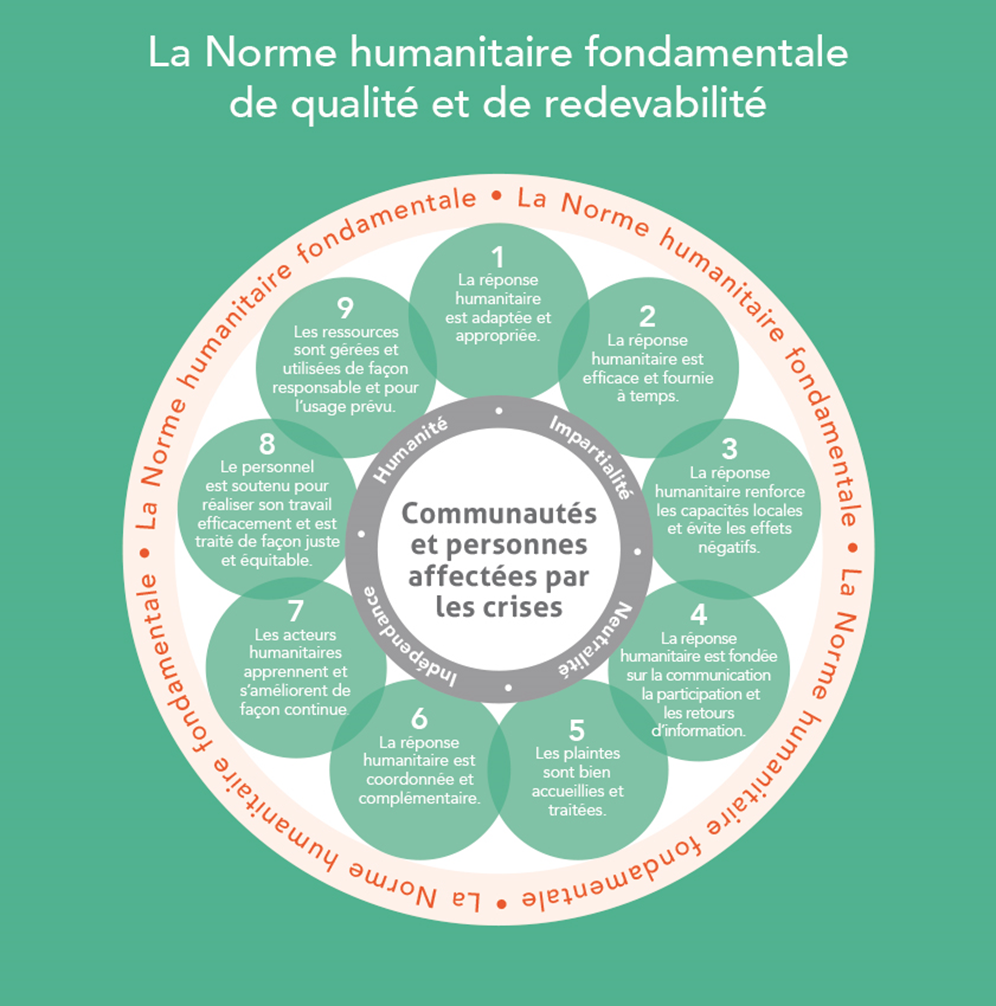 La Norme humanitaire fondamentale
de qualité et de redevabilité
La Norme humanitaire fondamentale • La Norme humanitaire fondamentale • La Norme humanitaire fondamentale • La Norme humanitaire fondamentale • La Norme humanitaire fondamentale •
1
La réponse
humanitaire
est adaptée et
appropriée.
2
La réponse
humanitaire est
efficace et fournie
à temps.
3
La réponse
humanitaire renforce
les capacités locales
et évite les effets
négatifs.
4
La réponse
humanitaire est fondée
sur la communication
la participation et
les retours
d'information.
5
Les plaintes
sont bien
accueillies et
traitées.
6
La réponse
humanitaire est
coordonnée et
complémentaire.
7
Les acteurs
humanitaires
apprennent et
s'améliorent de
façon continue.
8
Le personnel
est soutenu pour
réaliser son travail
efficacement et est
traité de façon juste
et équitable.
9
Les ressources
sont gérées et
utilisées de façon
responsable et pour
l'usage prévu.
Humanité • Impartialité • Neutralité • Indépendance •
Communautés
et personnes
affectées par
les crises